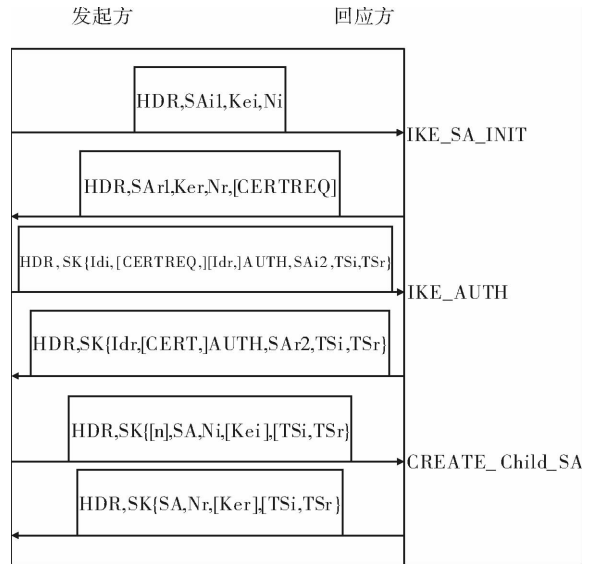 发起方 回应方
HDR,SAi1,Kei,Ni
IKE_SA_INIT
HDR,SAr1,Ker,Nr,[CERTREQ]
HDR, SK{Idi,[CERTREQ,][Idr,]AUTH,SAi2,TSi,TSr}
IKE_AUTH
HDR,SK{Idr,[CERT,]AUTH,SAr2,TSi,TSr}
HDR,SK{[n],SA,Ni,[Kei],[TSi,TSr}
CREATE_Child_SA
HDR,SK{SA,Nr,[Ker],[TSi,TSr}